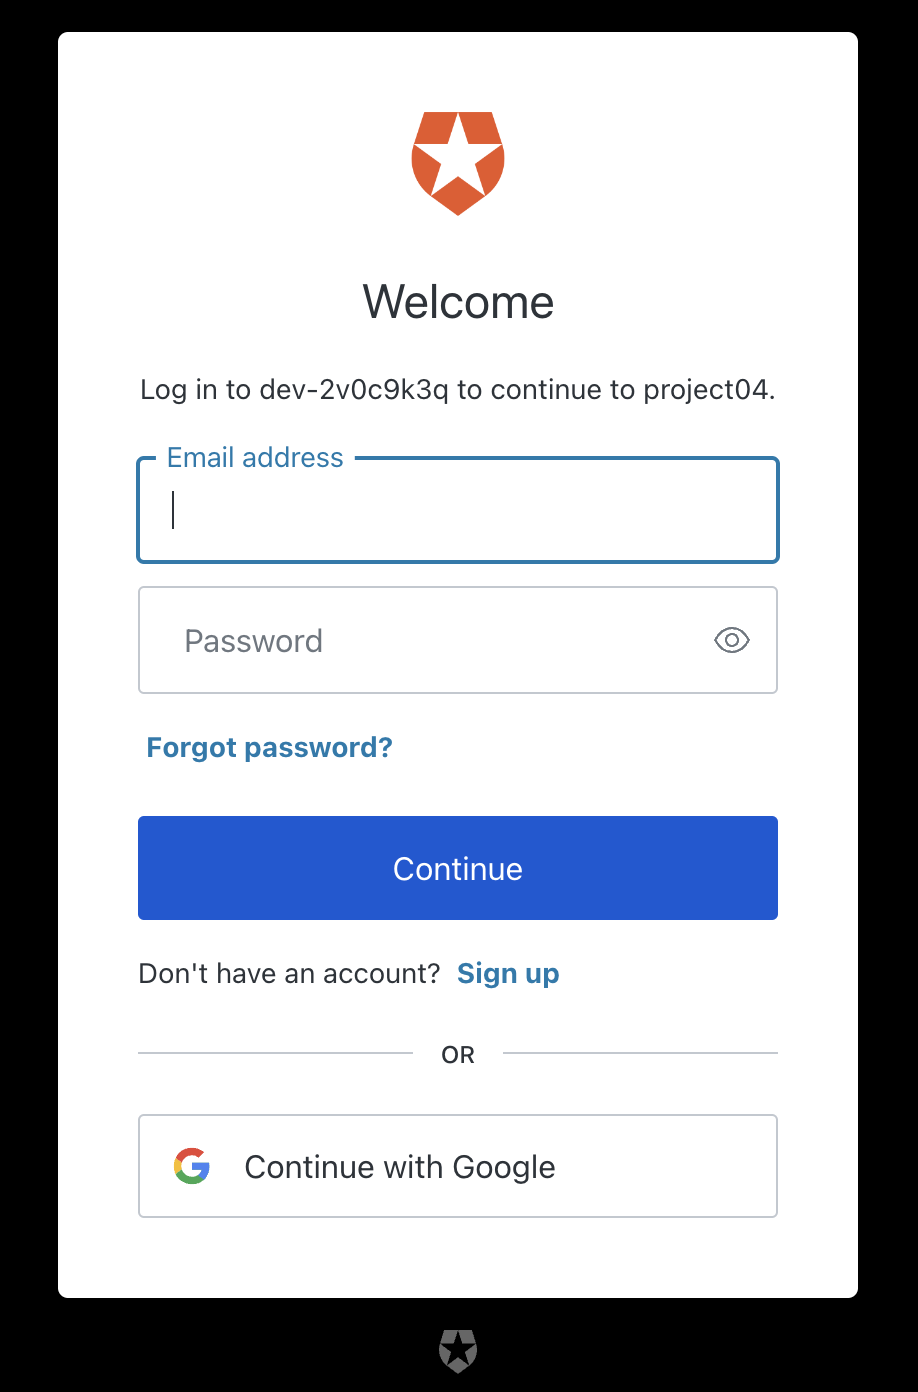 Welcome
Log in to dev-2v0c9k3q to continue to project04.
Email address
Password
Forgot password?
Continue
Don't have an account? Sign up
OR
Continue with Google